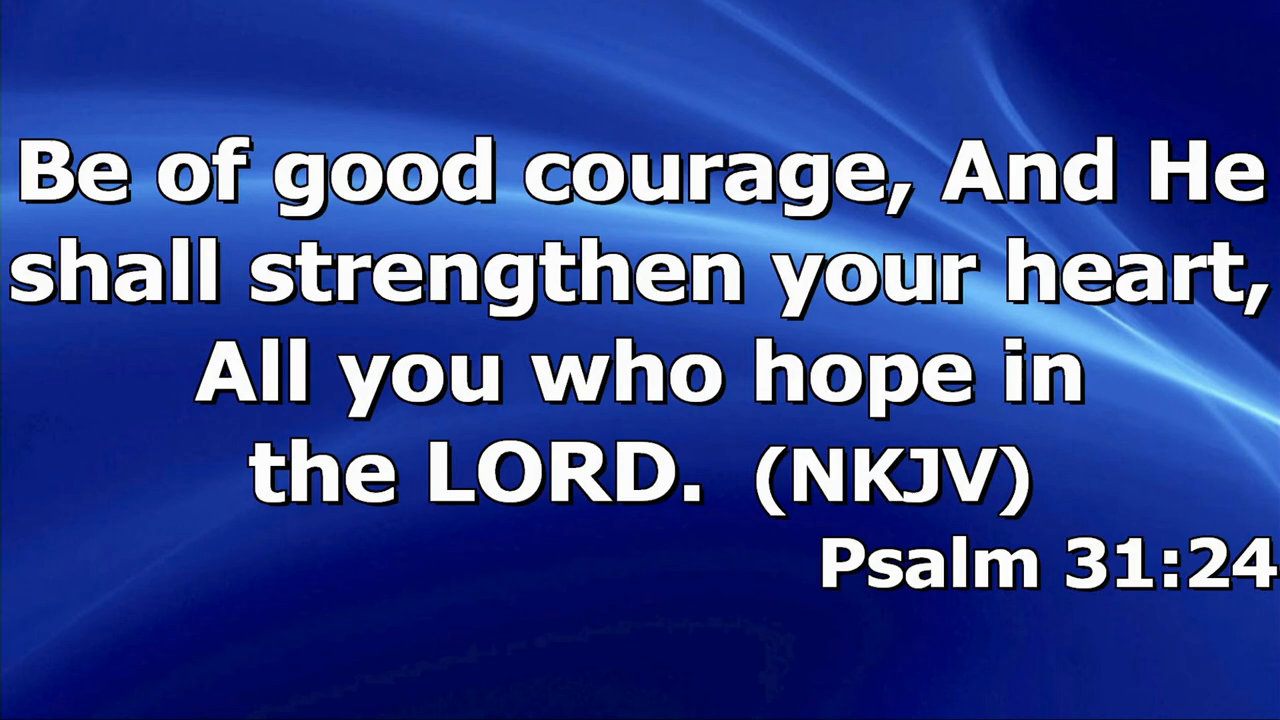 Be of good courage, And He
shall strengthen your heart,
All you who hope in
the LORD.  (NKJV)
Psalm 31:24